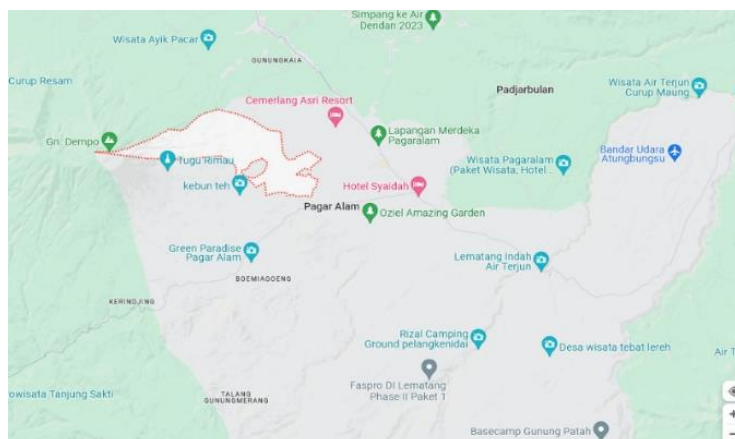 Simpang ke Air
Dendan 2023
Wisata Ayik Pacar
GUNUNGKAIA
Curup Resam
Padjarbulan
Wisata Air Terjun
Curup Maung
Cemerlang Asri Resort
Gn. Dempo
Lapangan Merdeka
Pagaralam
Tugu Rimau
Wisata Pagaralam
(Paket Wisata, Hotel...
Bandar Udara
Atungbungsu
kebun teh
Hotel Syaidah
Pagar Alam
Oziel Amazing Garden
Green Paradise
Pagar Alam
Lematang Indah
Air Terjun
BOEMIAGOENG
KERINDJING
Rizal Camping
Ground pelangkenidai
Desa wisata tebat lereh
Air T
Faspro DI Lematang
Phase II Paket 1
rowisata Tanjung Sakti
TALANG
GUNUNGMERANG
Basecamp Gunung Patah